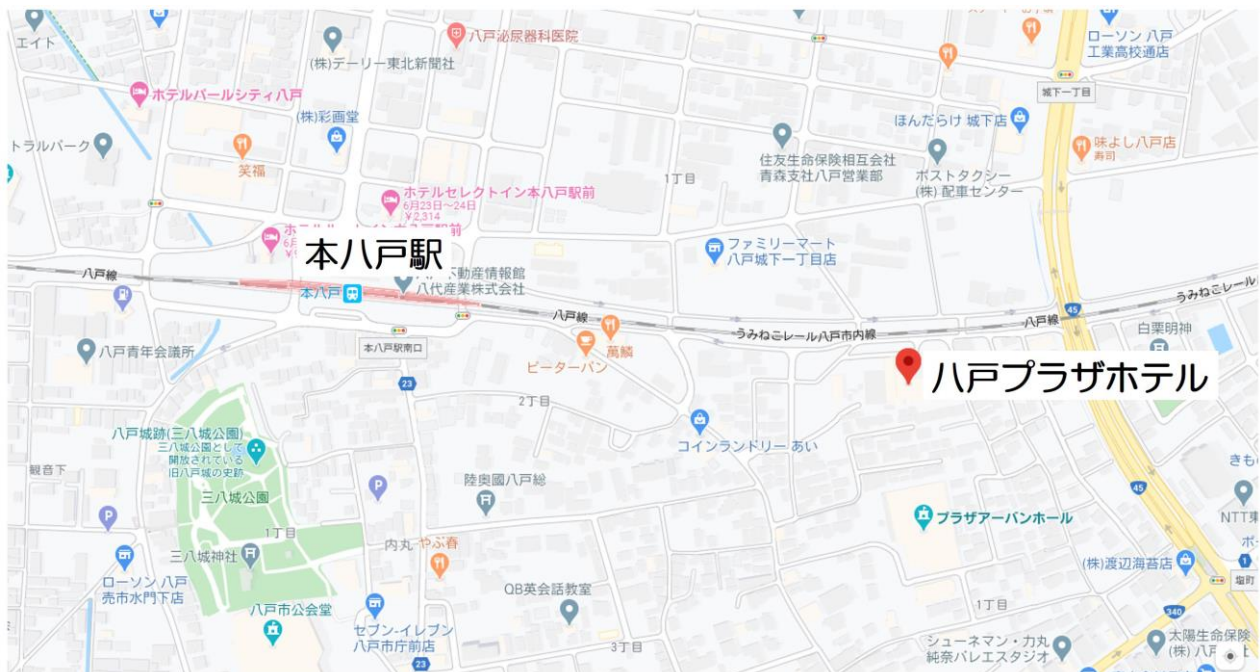 エイト
八戸泌尿器科医院
(株)デーリー東北新聞社
ローソン 八戸
工業高校通店
城下一丁目
ホテルパールシティ八戸
(株)彩画堂
トラルパーク
笑福
ほんだらけ 城下店
味よし八戸店
寿司
住友生命保険相互会社
青森支社八戸営業部
ポストタクシー
(株) 配車センター
1丁目
ホテルセレクトイン本八戸駅前
6月23日~24日
¥2,314
本八戸駅
ファミリーマート
八戸城下一丁目店
八戸線
本八戸
不動産情報館
八代産業株式会社
八戸線
うみねこレール八戸市内線
八戸線
うみねこレール
45
白栗明神
八戸青年会議所
本八戸駅南口
23
萬鱗
ピーターパン
八戸プラザホテル
2丁目
八戸城跡(三八城公園)
三八城公園として
開放されている
旧八戸城の史跡
コインランドリー あい
観音下
三八城公園
P
陸奥國八戸総
45
きも
プラザアーバンホール
NTT東
P
1丁目
三八城神社
内丸
やぶ春
ローソン 八戸
売市水門下店
QB英会話教室
(株)渡辺海苔店
1
塩町
八戸市公会堂
セブン-イレブン
八戸市庁前店
1丁目
340
3丁目
シューネマン・力丸
純奈バレエスタジオ
太陽生命保険
(株) 八戸
23